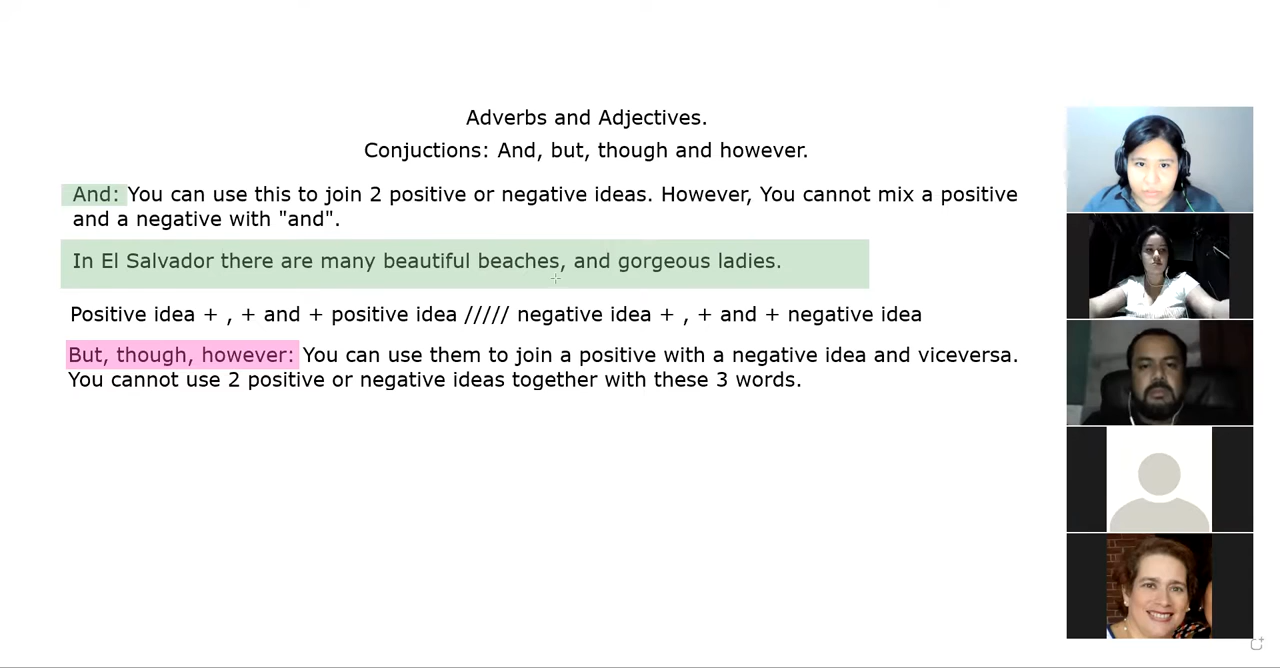 Adverbs and Adjectives.
Conjuctions: And, but, though and however.
And: You can use this to join 2 positive or negative ideas. However, You cannot mix a positive
and a negative with "and".
In El Salvador there are many beautiful beaches, and gorgeous ladies.
Positive idea + , + and + positive idea ///// negative idea + , + and + negative idea
But, though, however: You can use them to join a positive with a negative idea and viceversa.
You cannot use 2 positive or negative ideas together with these 3 words.